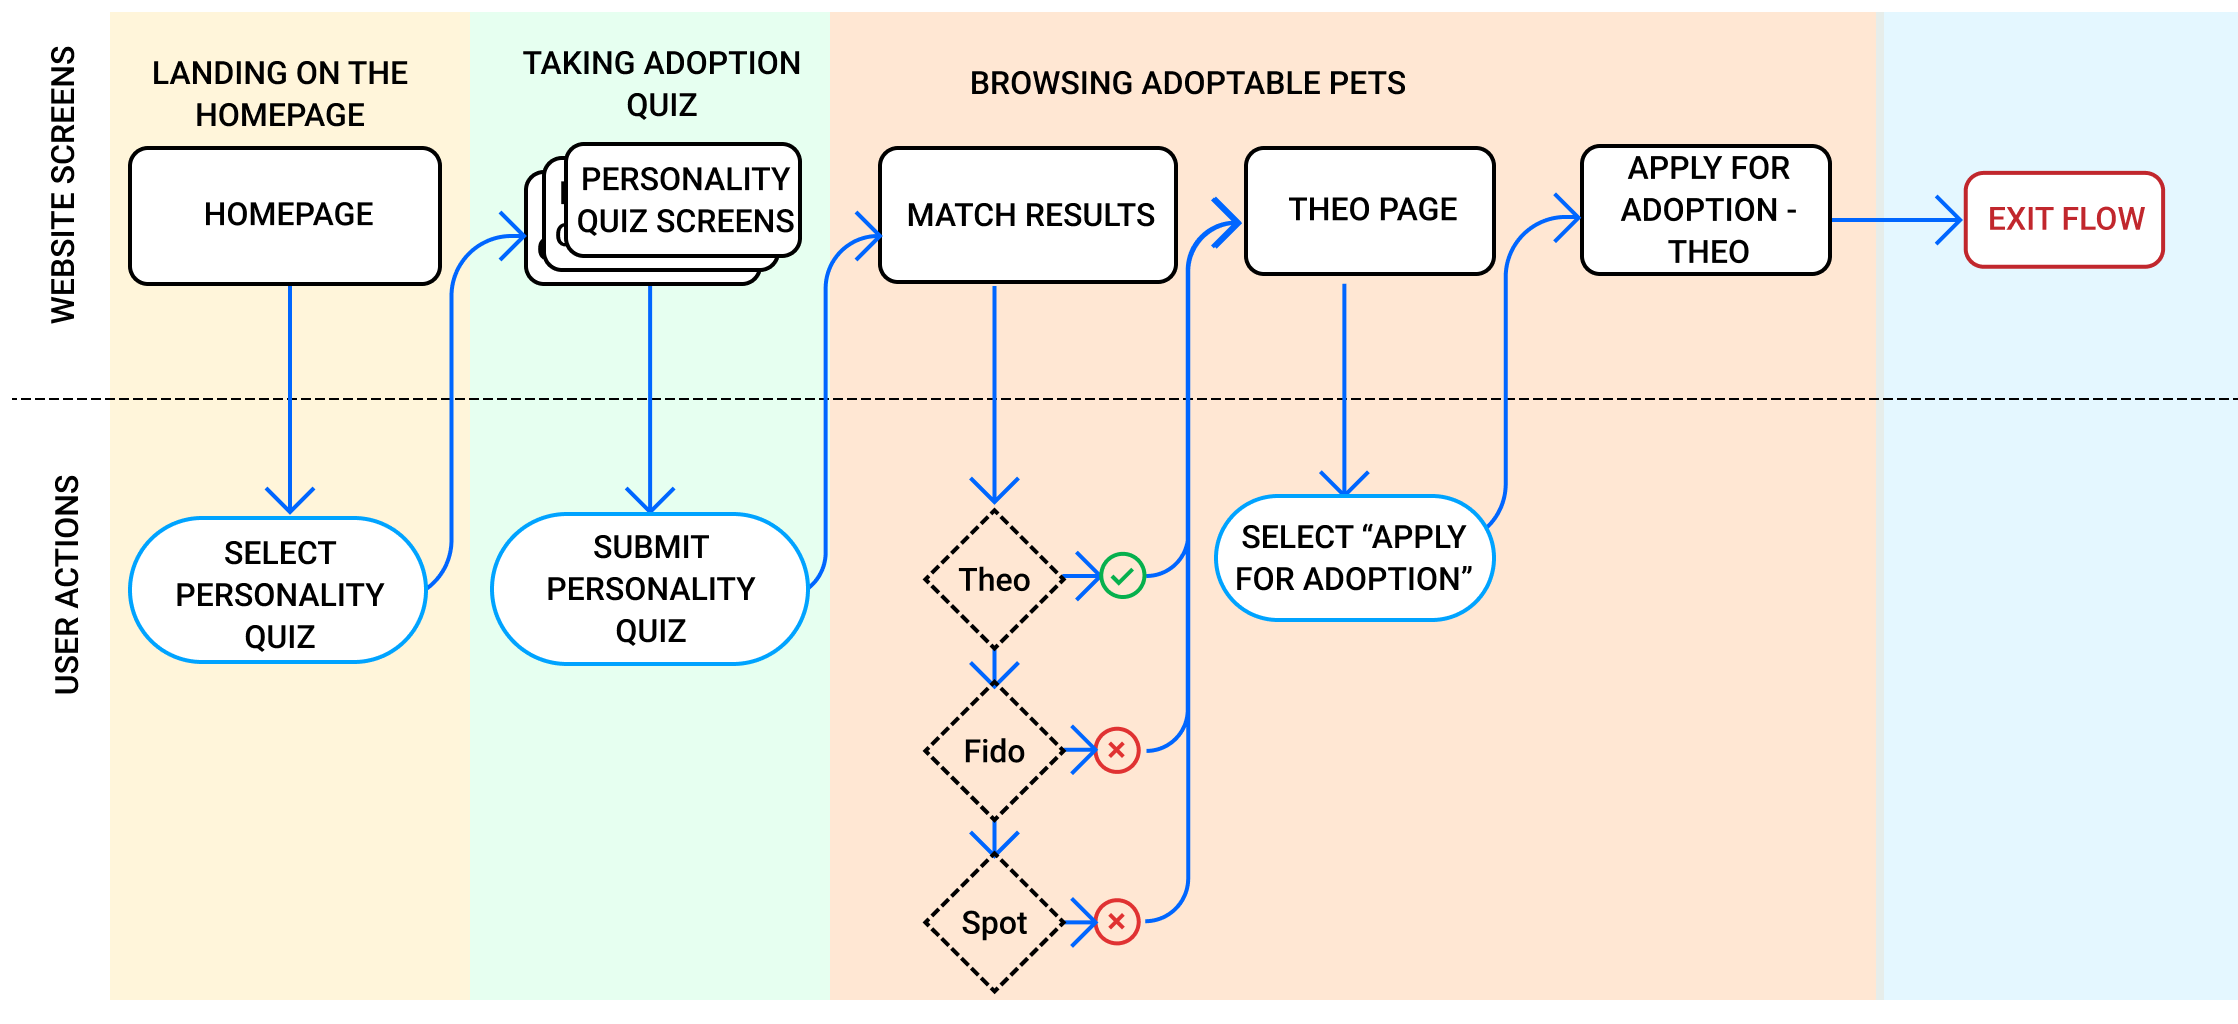 WEBSITE SCREENS
LANDING ON THE
HOMEPAGE
TAKING ADOPTION
QUIZ
BROWSING ADOPTABLE PETS
HOMEPAGE
PERSONALITY
QUIZ SCREENS
MATCH RESULTS
THEO PAGE
APPLY FOR
ADOPTION -
THEO
EXIT FLOW
USER ACTIONS
SELECT
PERSONALITY
QUIZ
SUBMIT
PERSONALITY
QUIZ
Theo
Fido
Spot
SELECT “APPLY
FOR ADOPTION”